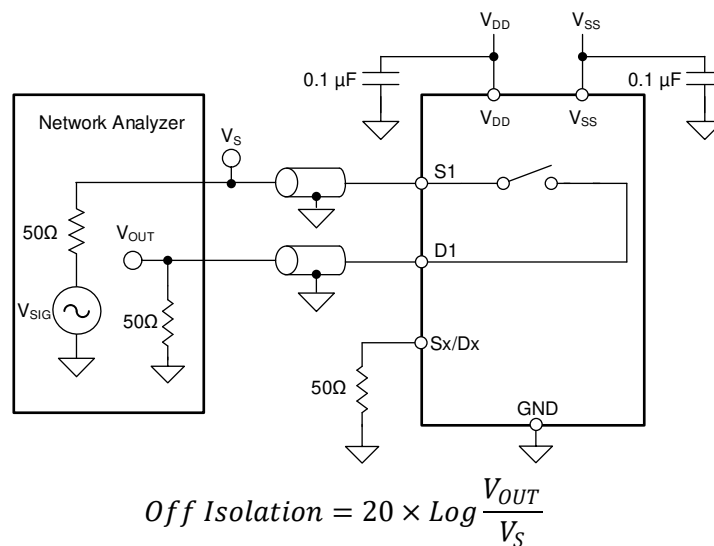 V_DD
V_SS
0.1 µF
0.1 µF
Network Analyzer
V_S
V_DD
V_SS
S1
50Ω
V_OUT
D1
V_SIG
50Ω
Sx/Dx
50Ω
GND
Off Isolation = 20 × Log V_OUT / V_S